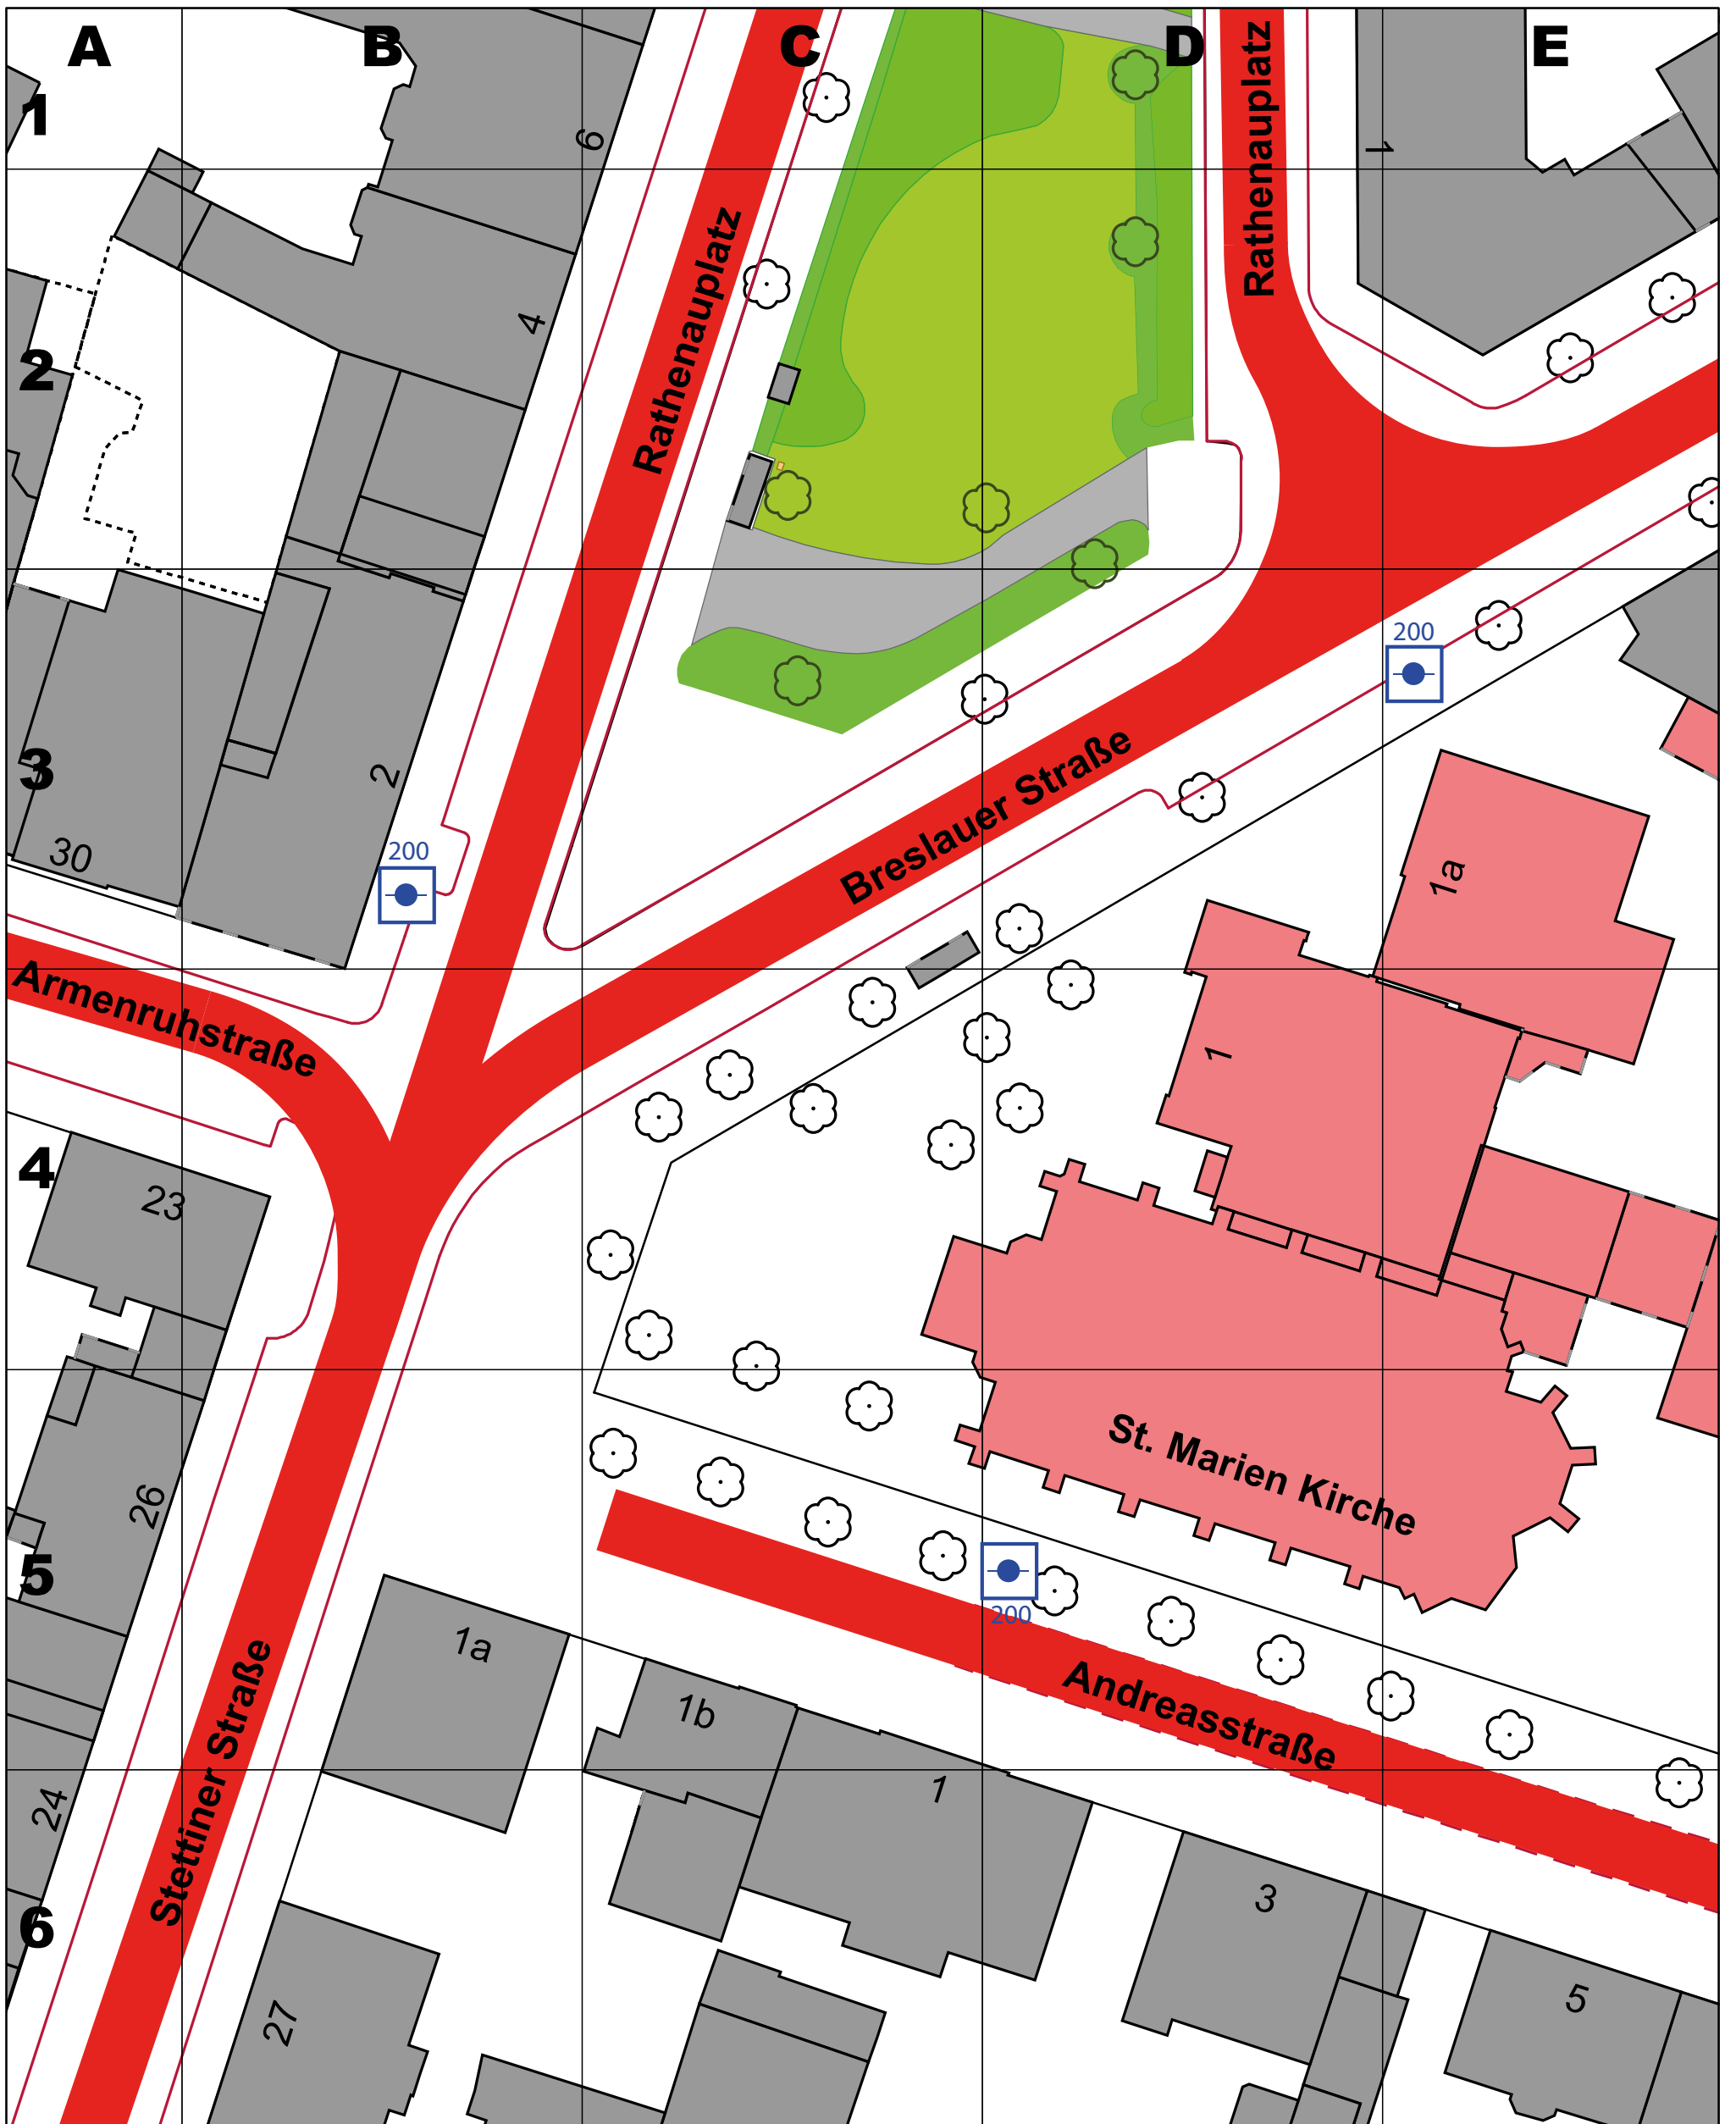 A
B
C
D
E
1
6
Rathenauplatz
1
Rathenauplatz
4
2
200
3
2
Breslauer Straße
1a
30
200
Armenruhstraße
1
4
23
St. Marien Kirche
26
5
200
1a
Andreasstraße
1b
Stettiner Straße
1
24
3
6
5
27